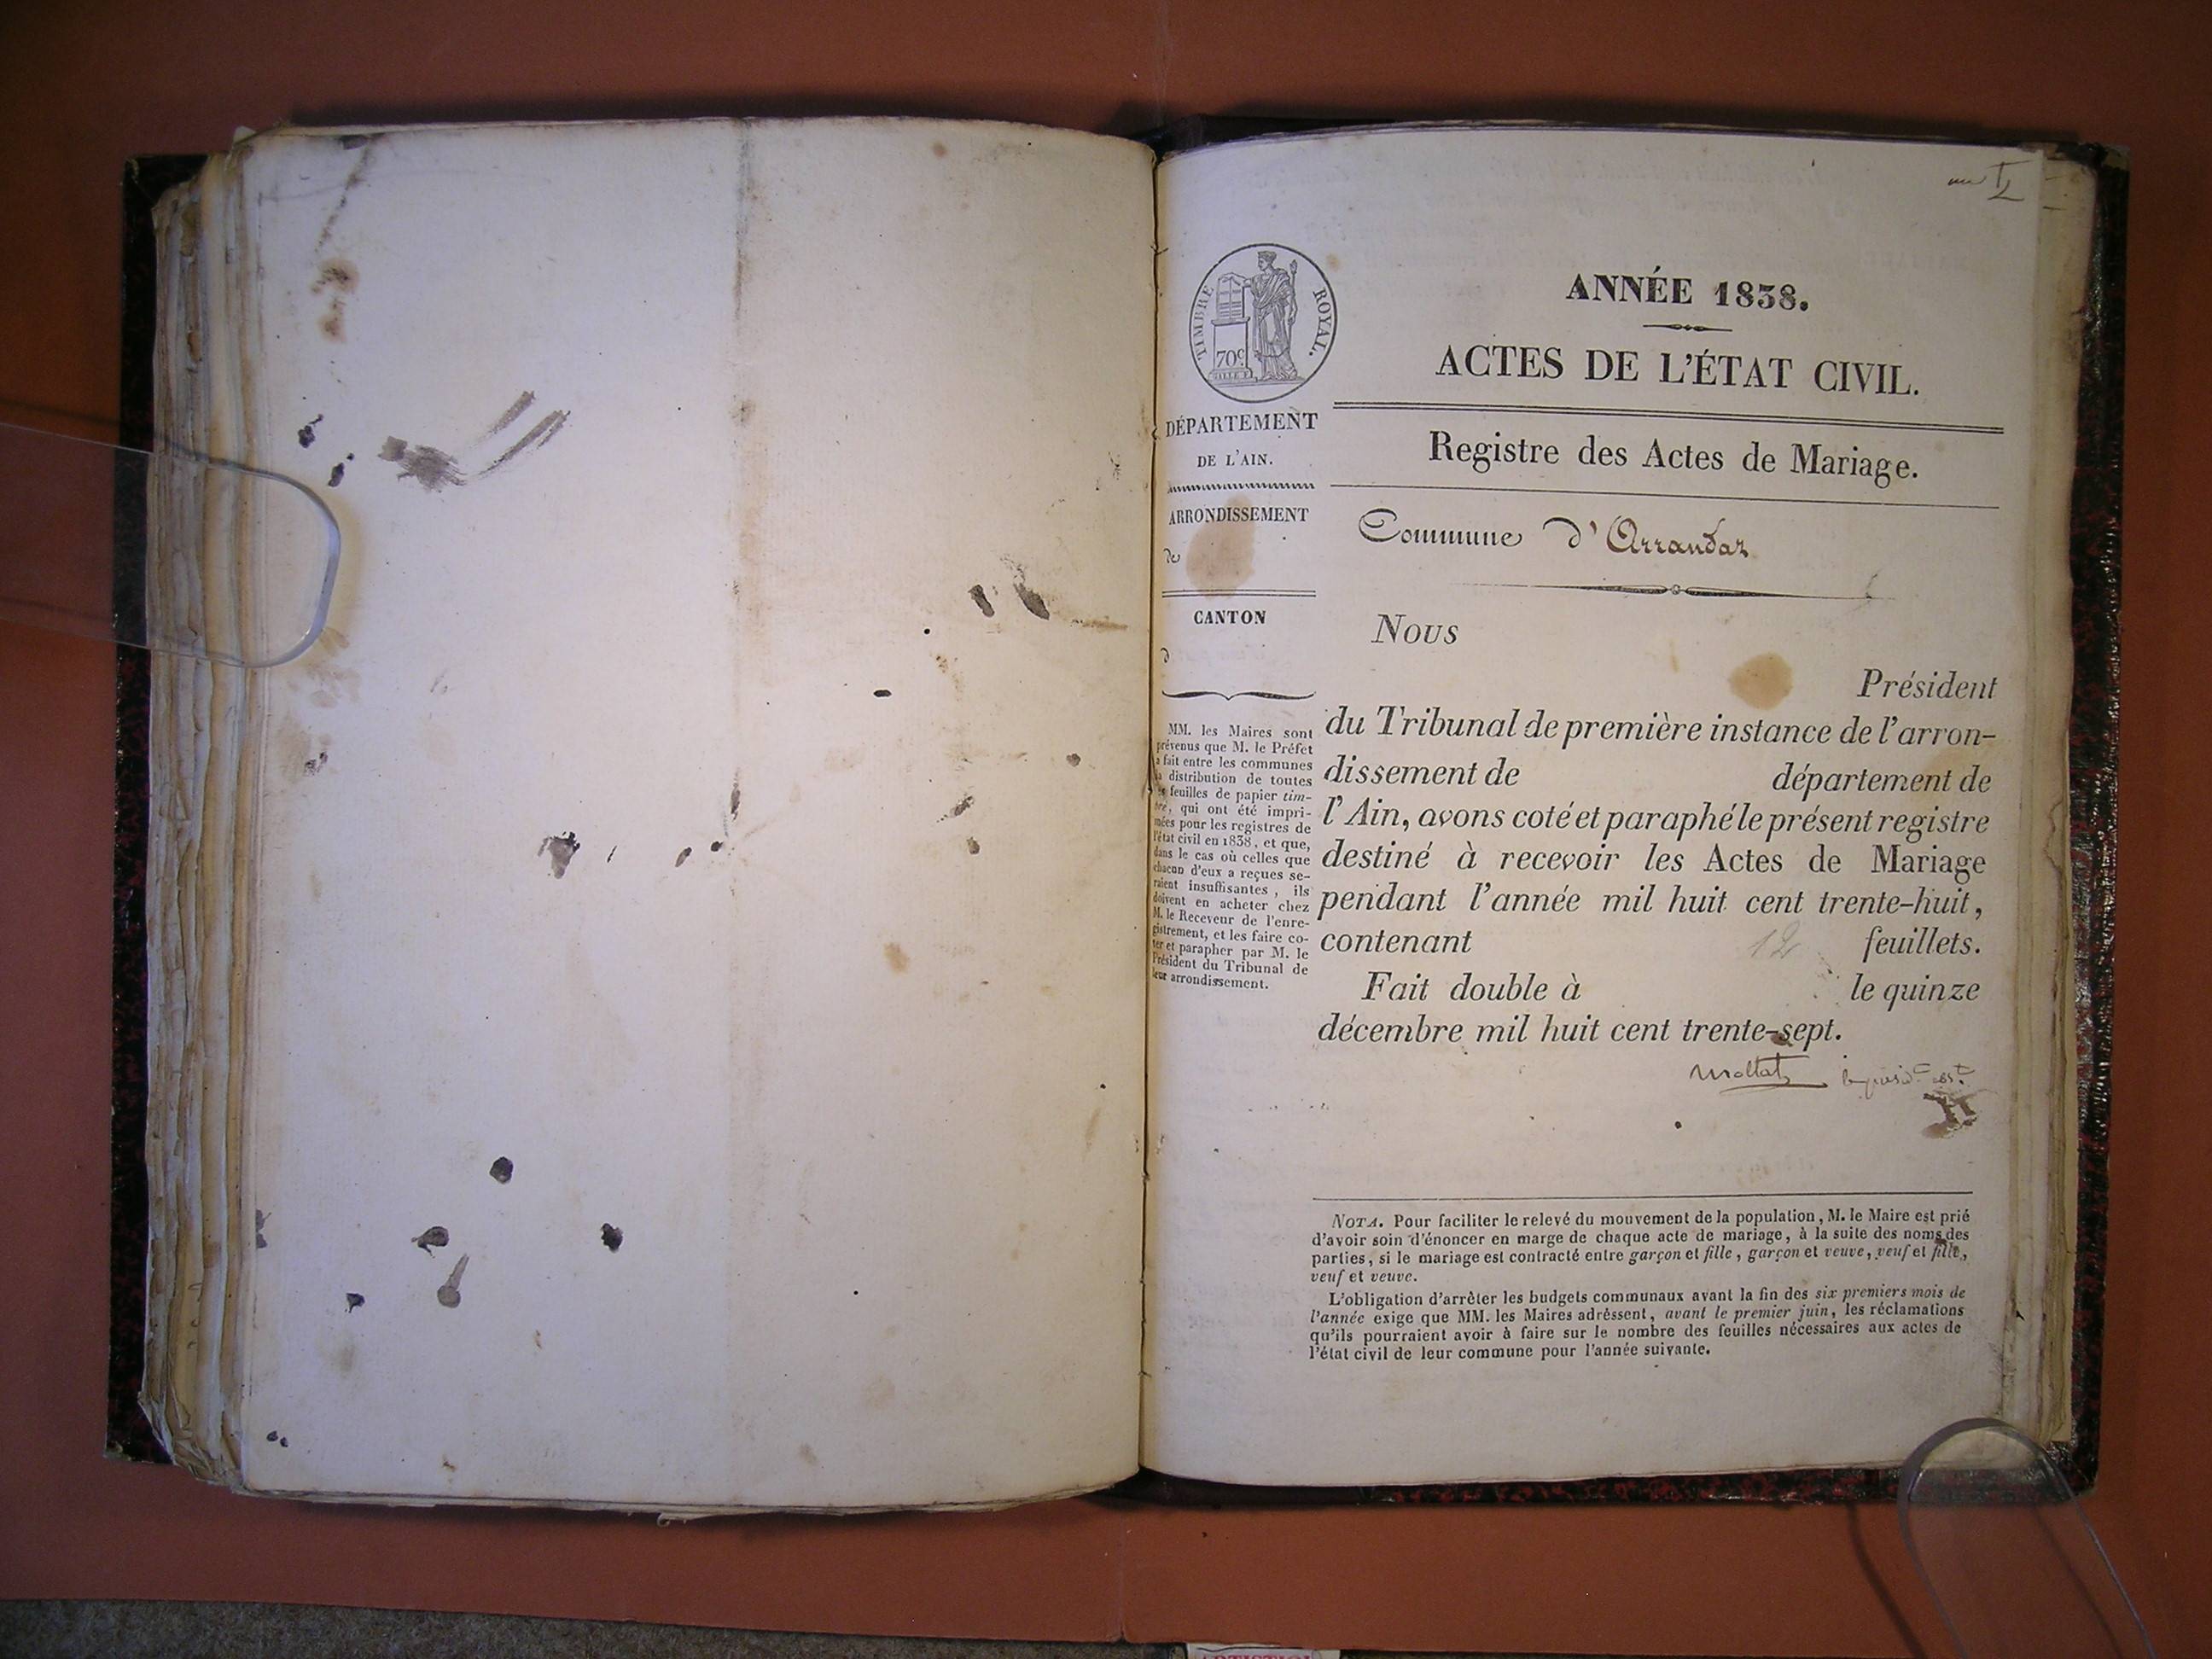 TIMBRE ROYAL.
70c
ANNÉE 1838.
ACTES DE L'ÉTAT CIVIL.
Registre des Actes de Mariage.
Commune d'Arrandas
DÉPARTEMENT
DE L'AIN.
ARRONDISSEMENT
de
CANTON
d
MM. les Maires sont
prévenus que M. le Préfet
a fait entre les communes
la distribution de toutes
les feuilles de papier tim-
bré, qui ont été impri-
mées pour les registres de
l'état civil en 1838, et que,
dans le cas où celles que
chacun d'eux a reçues se-
raient insuffisantes, ils
doivent en acheter chez
M. le Receveur de l'enre-
gistrement, et les faire co-
ter et parapher par M. le
Président du Tribunal de
leur arrondissement.
Nous
Président
du Tribunal de première instance de l'arron-
dissement de département de
l'Ain, avons coté et paraphé le présent registre
destiné à recevoir les Actes de Mariage
pendant l'année mil huit cent trente-huit,
contenant 12 feuillets.
Fait double à le quinze
décembre mil huit cent trente-sept.
NOTA. Pour faciliter le relevé du mouvement de la population, M. le Maire est prié
d'avoir soin d'énoncer en marge de chaque acte de mariage, à la suite des noms des
parties, si le mariage est contracté entre garçon et fille, garçon et veuve, veuf et fille,
veuf et veuve.
L'obligation d'arrêter les budgets communaux avant la fin des six premiers mois de
l'année exige que MM. les Maires adressent, avant le premier juin, les réclamations
qu'ils pourraient avoir à faire sur le nombre des feuilles nécessaires aux actes de
l'état civil de leur commune pour l'année suivante.